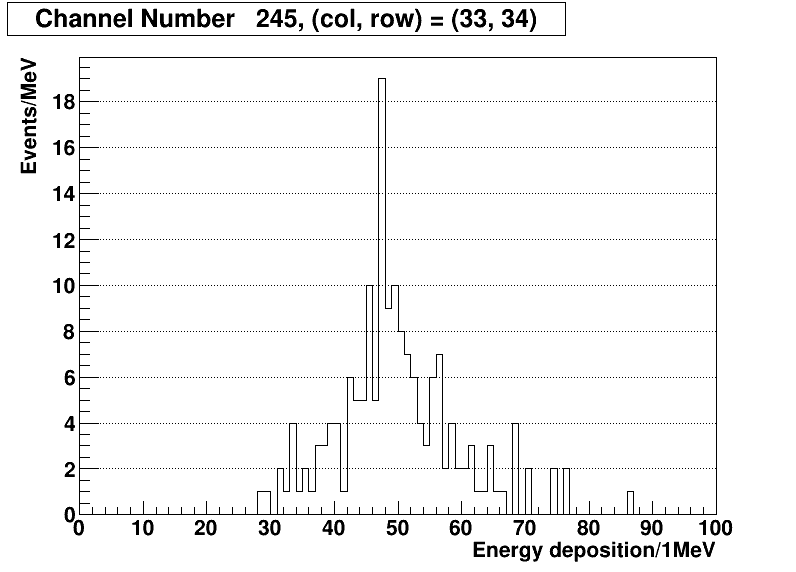 Channel Number 245, (col, row) = (33, 34)
Events/MeV
18
16
14
12
10
8
6
4
2
0
0 10 20 30 40 50 60 70 80 90 100
Energy deposition/1MeV